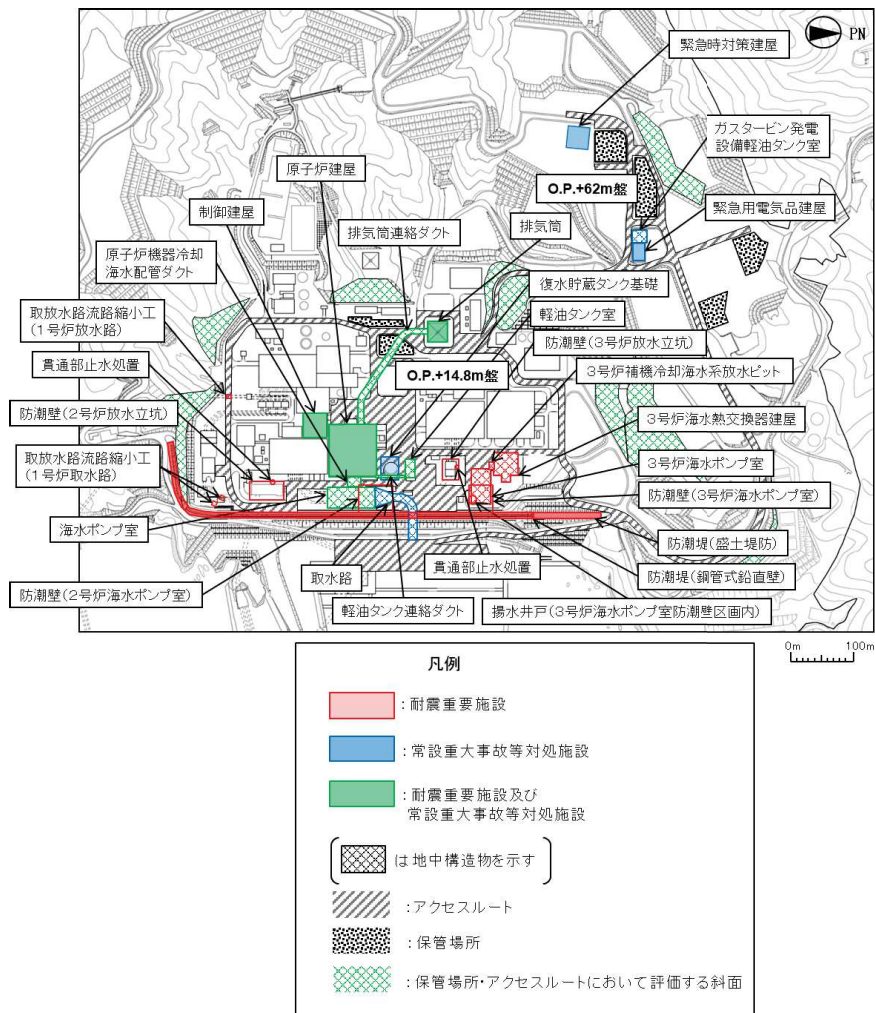 PN
緊急時対策建屋
ガスタービン発電
設備軽油タンク室
原子炉建屋
O.P.+62m盤
緊急用電気品建屋
制御建屋
排気筒連絡ダクト
排気筒
原子炉機器冷却
海水配管ダクト
復水貯蔵タンク基礎
軽油タンク室
取放水路流路縮小工
(1号炉放水路)
防潮壁(3号炉放水立坑)
貫通部止水処置
O.P.+14.8m盤
3号炉補機冷却海水系放水ピット
防潮壁(2号炉放水立坑)
3号炉海水熱交換器建屋
取放水路流路縮小工
(1号炉取水路)
3号炉海水ポンプ室
防潮壁(3号炉海水ポンプ室)
海水ポンプ室
防潮堤(盛土堤防)
取水路
貫通部止水処置
防潮堤(鋼管式鉛直壁)
防潮壁(2号炉海水ポンプ室)
軽油タンク連絡ダクト
揚水井戸(3号炉海水ポンプ室防潮壁区画内)
0m 100m
凡例
:耐震重要施設
:常設重大事故等対処施設
:耐震重要施設及び
常設重大事故等対処施設
は地中構造物を示す
:アクセスルート
:保管場所
:保管場所・アクセスルートにおいて評価する斜面